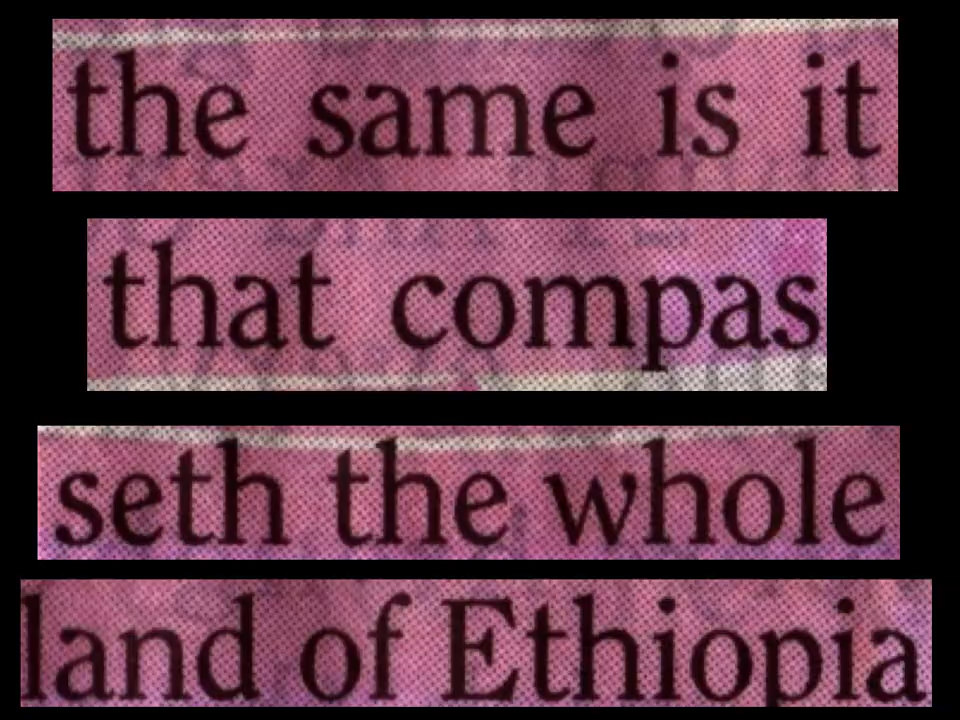 the same is it
that compas
seth the whole
land of Ethiopia